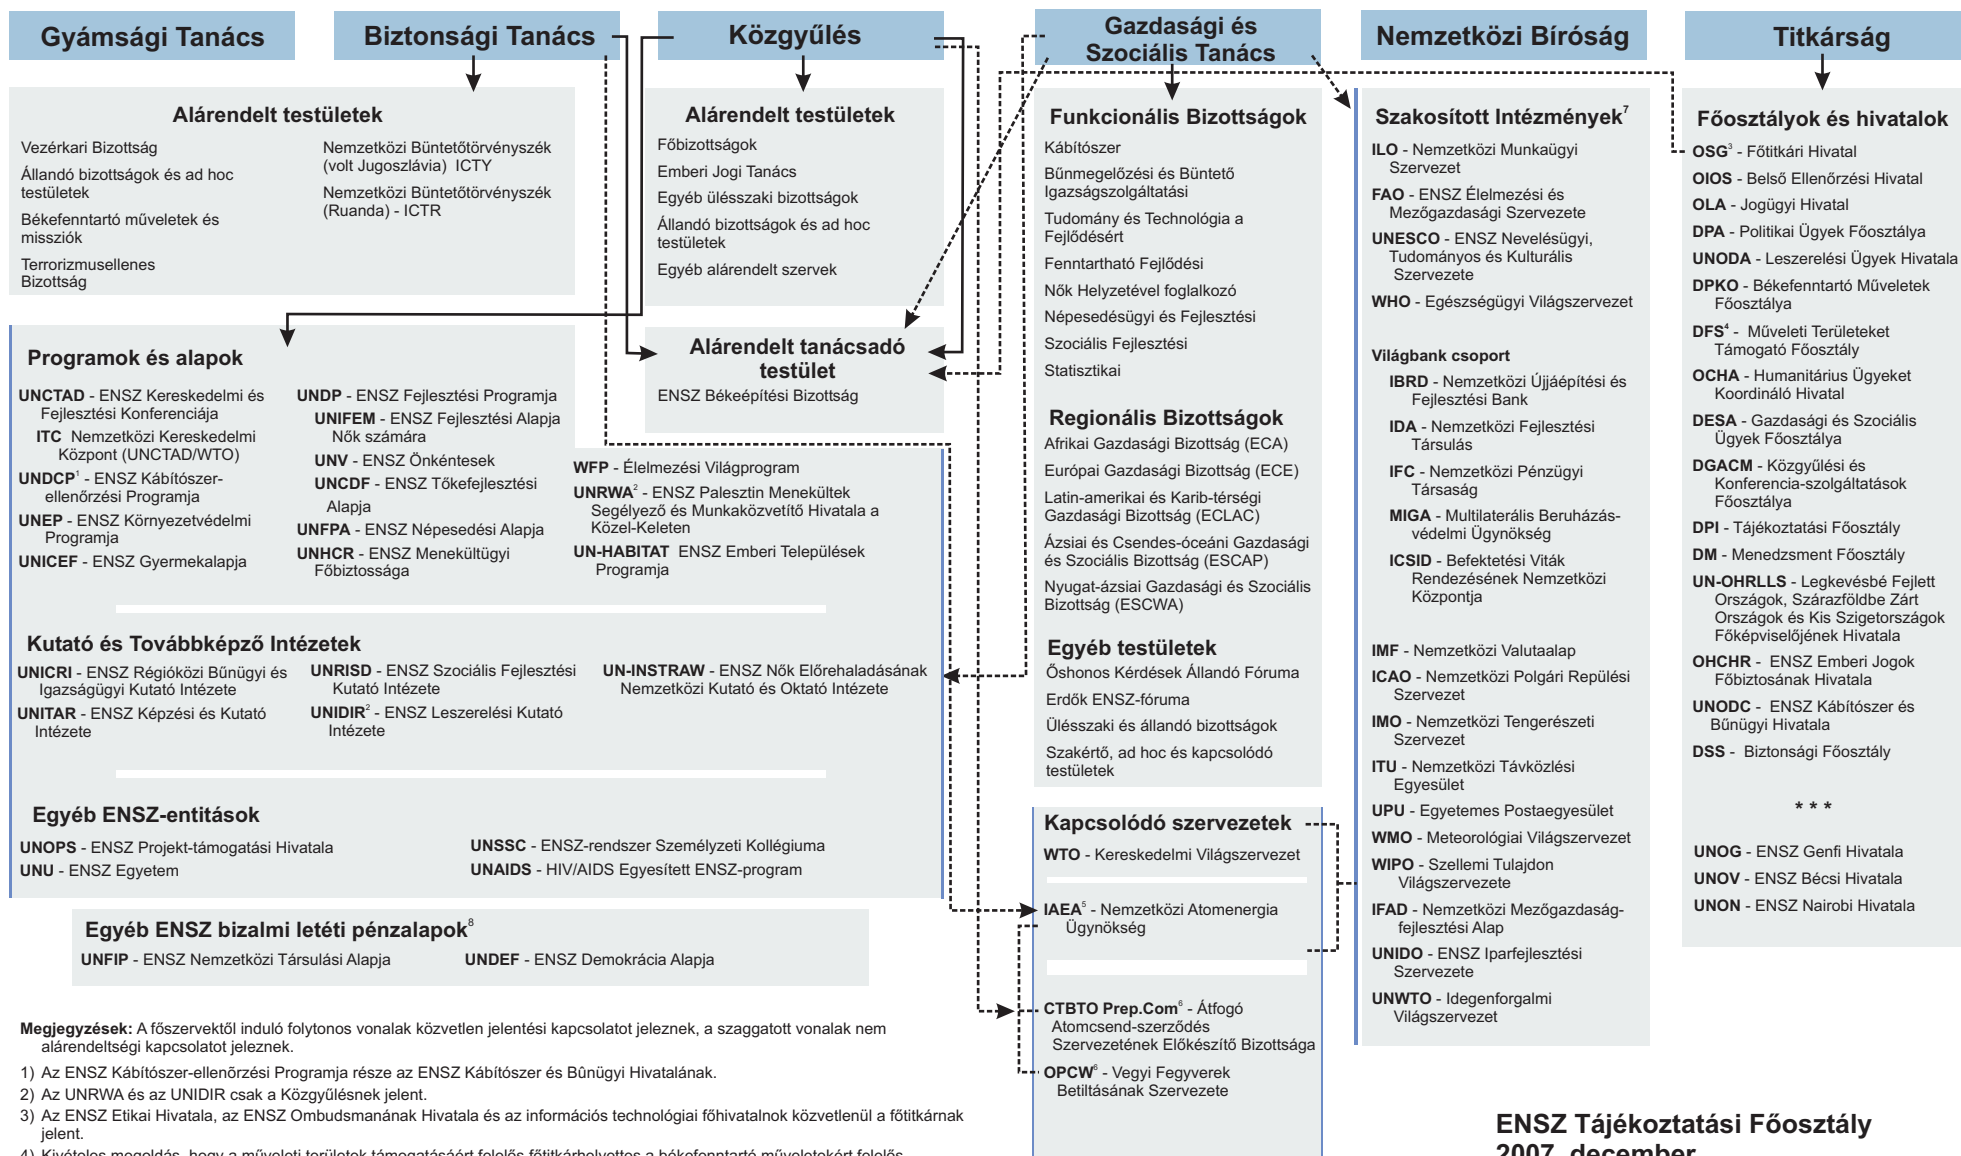 Gyámsági Tanács
Biztonsági Tanács
Közgyűlés
Gazdasági és
Szociális Tanács
Nemzetközi Bíróság
Titkárság
Alárendelt testületek
Vezérkari Bizottság
Állandó bizottságok és ad hoc
testületek
Békefenntartó műveletek és
missziók
Terrorizmusellenes
Bizottság
Nemzetközi Büntetőtörvényszék
(volt Jugoszlávia) ICTY
Nemzetközi Büntetőtörvényszék
(Ruanda) - ICTR
Alárendelt testületek
Főbizottságok
Emberi Jogi Tanács
Egyéb ülésszaki bizottságok
Állandó bizottságok és ad hoc
testületek
Egyéb alárendelt szervek
Alárendelt tanácsadó
testület
ENSZ Békeépítési Bizottság
Programok és alapok
UNCTAD - ENSZ Kereskedelmi és
Fejlesztési Konferenciája
ITC Nemzetközi Kereskedelmi
Központ (UNCTAD/WTO)
UNDCP¹ - ENSZ Kábítószer-
ellenőrzési Programja
UNEP - ENSZ Környezetvédelmi
Programja
UNICEF - ENSZ Gyermekalapja
UNDP - ENSZ Fejlesztési Programja
UNIFEM - ENSZ Fejlesztési Alapja
Nők számára
UNV - ENSZ Önkéntesek
UNCDF - ENSZ Tőkefejlesztési
Alapja
UNFPA - ENSZ Népesedési Alapja
UNHCR - ENSZ Menekültügyi
Főbiztossága
WFP - Élelmezési Világprogram
UNRWA² - ENSZ Palesztin Menekültek
Segélyező és Munkaközvetítő Hivatala a
Közel-Keleten
UN-HABITAT ENSZ Emberi Települések
Programja
Kutató és Továbbképző Intézetek
UNICRI - ENSZ Régióközi Bűnügyi és
Igazságügyi Kutató Intézete
UNITAR - ENSZ Képzési és Kutató
Intézete
UNRISD - ENSZ Szociális Fejlesztési
Kutató Intézete
UNIDIR² - ENSZ Leszerelési Kutató
Intézete
UN-INSTRAW - ENSZ Nők Előrehaladásának
Nemzetközi Kutató és Oktató Intézete
Egyéb ENSZ-entitások
UNOPS - ENSZ Projekt-támogatási Hivatala
UNU - ENSZ Egyetem
UNSSC - ENSZ-rendszer Személyzeti Kollégiuma
UNAIDS - HIV/AIDS Egyesített ENSZ-program
Egyéb ENSZ bizalmi letéti pénzalapok⁸
UNFIP - ENSZ Nemzetközi Társulási Alapja
UNDEF - ENSZ Demokrácia Alapja
Funkcionális Bizottságok
Kábítószer
Bűnmegelőzési és Büntető
Igazságszolgáltatási
Tudomány és Technológia a
Fejlődésért
Fenntartható Fejlődési
Nők Helyzetével foglalkozó
Népesedésügyi és Fejlesztési
Szociális Fejlesztési
Statisztikai
Regionális Bizottságok
Afrikai Gazdasági Bizottság (ECA)
Európai Gazdasági Bizottság (ECE)
Latin-amerikai és Karib-térségi
Gazdasági Bizottság (ECLAC)
Ázsiai és Csendes-óceáni Gazdasági
és Szociális Bizottság (ESCAP)
Nyugat-ázsiai Gazdasági és Szociális
Bizottság (ESCWA)
Egyéb testületek
Őshonos Kérdések Állandó Fóruma
Erdők ENSZ-fóruma
Ülésszaki és állandó bizottságok
Szakértő, ad hoc és kapcsolódó
testületek
Kapcsolódó szervezetek
WTO - Kereskedelmi Világszervezet
IAEA⁵ - Nemzetközi Atomenergia
Ügynökség
CTBTO Prep.Com⁶ - Átfogó
Atomcsend-szerződés
Szervezetének Előkészítő Bizottsága
OPCW⁶ - Vegyi Fegyverek
Betiltásának Szervezete
Szakosított Intézmények⁷
ILO - Nemzetközi Munkaügyi
Szervezet
FAO - ENSZ Élelmezési és
Mezőgazdasági Szervezete
UNESCO - ENSZ Nevelésügyi,
Tudományos és Kulturális
Szervezete
WHO - Egészségügyi Világszervezet
Világbank csoport
IBRD - Nemzetközi Újjáépítési és
Fejlesztési Bank
IDA - Nemzetközi Fejlesztési
Társulás
IFC - Nemzetközi Pénzügyi
Társaság
MIGA - Multilaterális Beruházás-
védelmi Ügynökség
ICSID - Befektetési Viták
Rendezésének Nemzetközi
Központja
IMF - Nemzetközi Valutaalap
ICAO - Nemzetközi Polgári Repülési
Szervezet
IMO - Nemzetközi Tengerészeti
Szervezet
ITU - Nemzetközi Távközlési
Egyesület
UPU - Egyetemes Postaegyesület
WMO - Meteorológiai Világszervezet
WIPO - Szellemi Tulajdon
Világszervezete
IFAD - Nemzetközi Mezőgazdaság-
fejlesztési Alap
UNIDO - ENSZ Iparfejlesztési
Szervezete
UNWTO - Idegenforgalmi
Világszervezet
Főosztályok és hivatalok
OSG³ - Főtitkári Hivatal
OIOS - Belső Ellenőrzési Hivatal
OLA - Jogügyi Hivatal
DPA - Politikai Ügyek Főosztálya
UNODA - Leszerelési Ügyek Hivatala
DPKO - Békefenntartó Műveletek
Főosztálya
DFS⁴ - Műveleti Területeket
Támogató Főosztály
OCHA - Humanitárius Ügyeket
Koordináló Hivatal
DESA - Gazdasági és Szociális
Ügyek Főosztálya
DGACM - Közgyűlési és
Konferencia-szolgáltatások
Főosztálya
DPI - Tájékoztatási Főosztály
DM - Menedzsment Főosztály
UN-OHRLLS - Legkevésbé Fejlett
Országok, Szárazföldbe Zárt
Országok és Kis Szigetországok
Főképviselőjének Hivatala
OHCHR - ENSZ Emberi Jogok
Főbiztosának Hivatala
UNODC - ENSZ Kábítószer és
Bűnügyi Hivatala
DSS - Biztonsági Főosztály
* * *
UNOG - ENSZ Genfi Hivatala
UNOV - ENSZ Bécsi Hivatala
UNON - ENSZ Nairobi Hivatala
Megjegyzések: A főszervektől induló folytonos vonalak közvetlen jelentési kapcsolatot jeleznek, a szaggatott vonalak nem
alárendeltségi kapcsolatot jeleznek.
1) Az ENSZ Kábítószer-ellenõrzési Programja része az ENSZ Kábítószer és Bûnügyi Hivatalának.
2) Az UNRWA és az UNIDIR csak a Közgyűlésnek jelent.
3) Az ENSZ Etikai Hivatala, az ENSZ Ombudsmanának Hivatala és az információs technológiai főhivatalnok közvetlenül a főtitkárnak
jelent.
4) Kivételes megoldás, hogy a műveleti területek támogatásáért felelős főtitkárhelyettes a békefenntartó műveletekért felelős
ENSZ Tájékoztatási Főosztály
2007. december